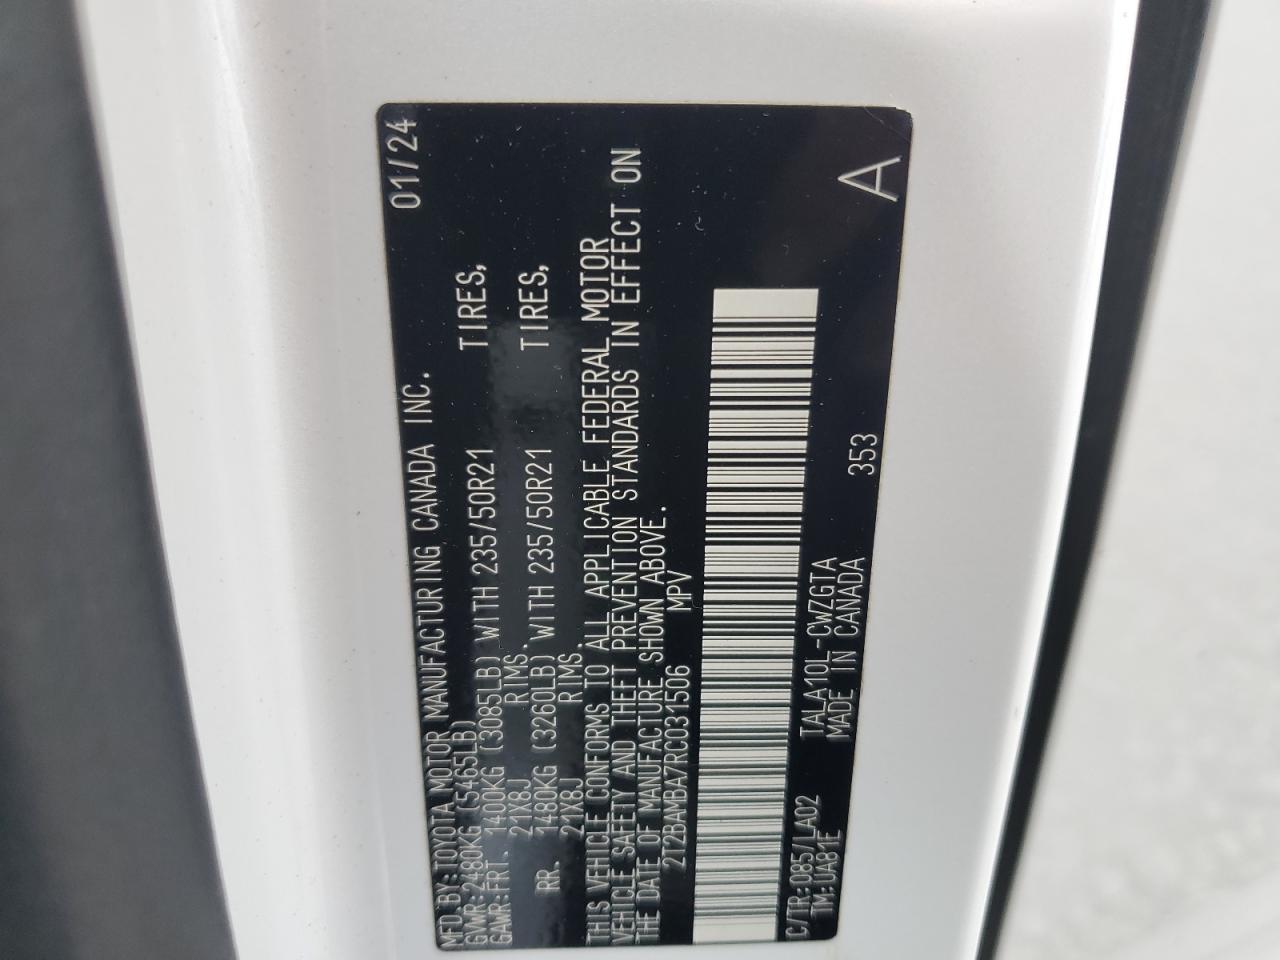 MFD.BY:TOYOTA MOTOR MANUFACTURING CANADA INC. 01/24
GVWR:2480KG (5465LB)
GAWR:FRT. 1400KG (3085LB) WITH 235/50R21 TIRES,
21X8J RIMS.
RR. 1480KG (3260LB) WITH 235/50R21 TIRES,
21X8J RIMS.
THIS VEHICLE CONFORMS TO ALL APPLICABLE FEDERAL MOTOR
VEHICLE SAFETY AND THEFT PREVENTION STANDARDS IN EFFECT ON
THE DATE OF MANUFACTURE SHOWN ABOVE.
2T2BAMBA7RC031506 MPV
A
C/TR:085/LA02 TALA10L-CWZGTA
TM:UA81E MADE IN CANADA 353